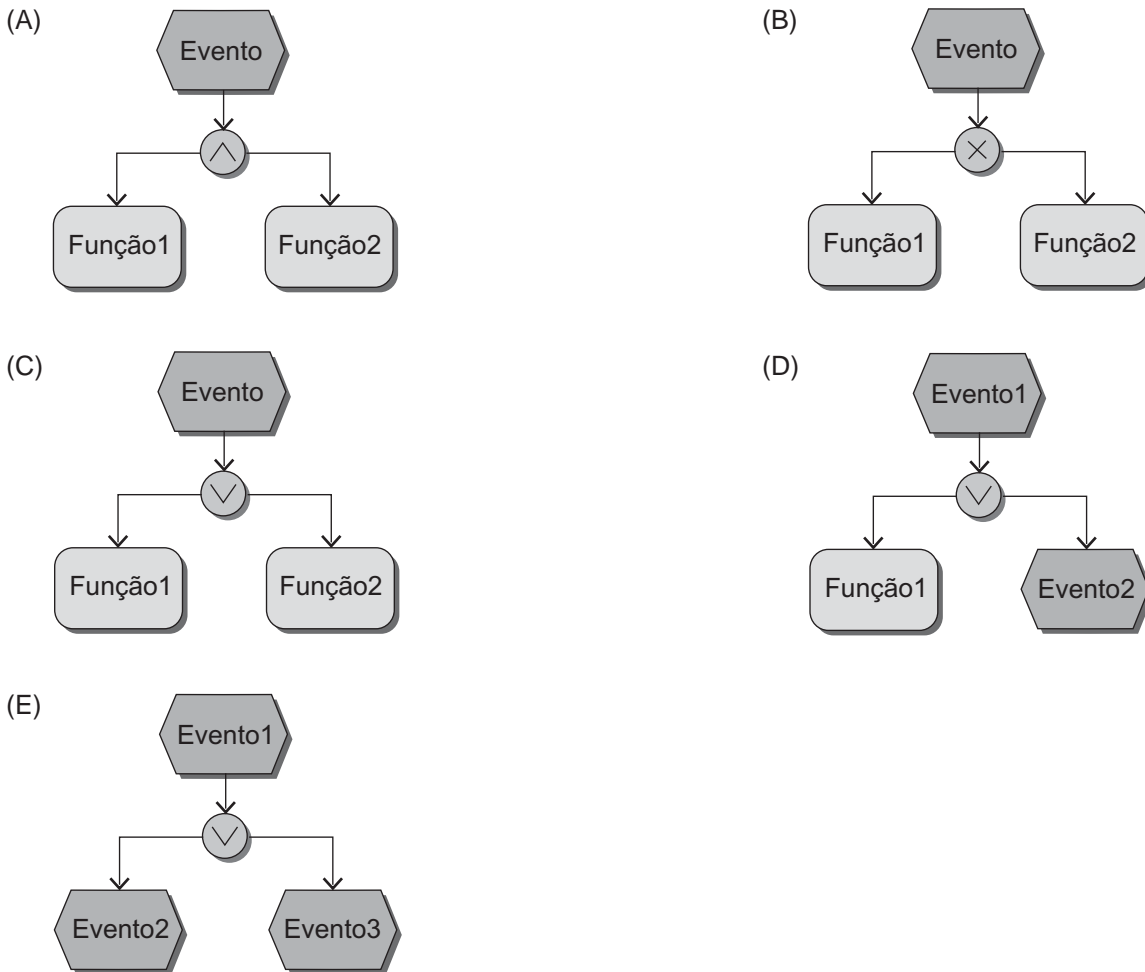 (A)
Evento
Função1
Função2
(B)
Evento
Função1
Função2
(C)
Evento
Função1
Função2
(D)
Evento1
Função1
Evento2
(E)
Evento1
Evento2
Evento3